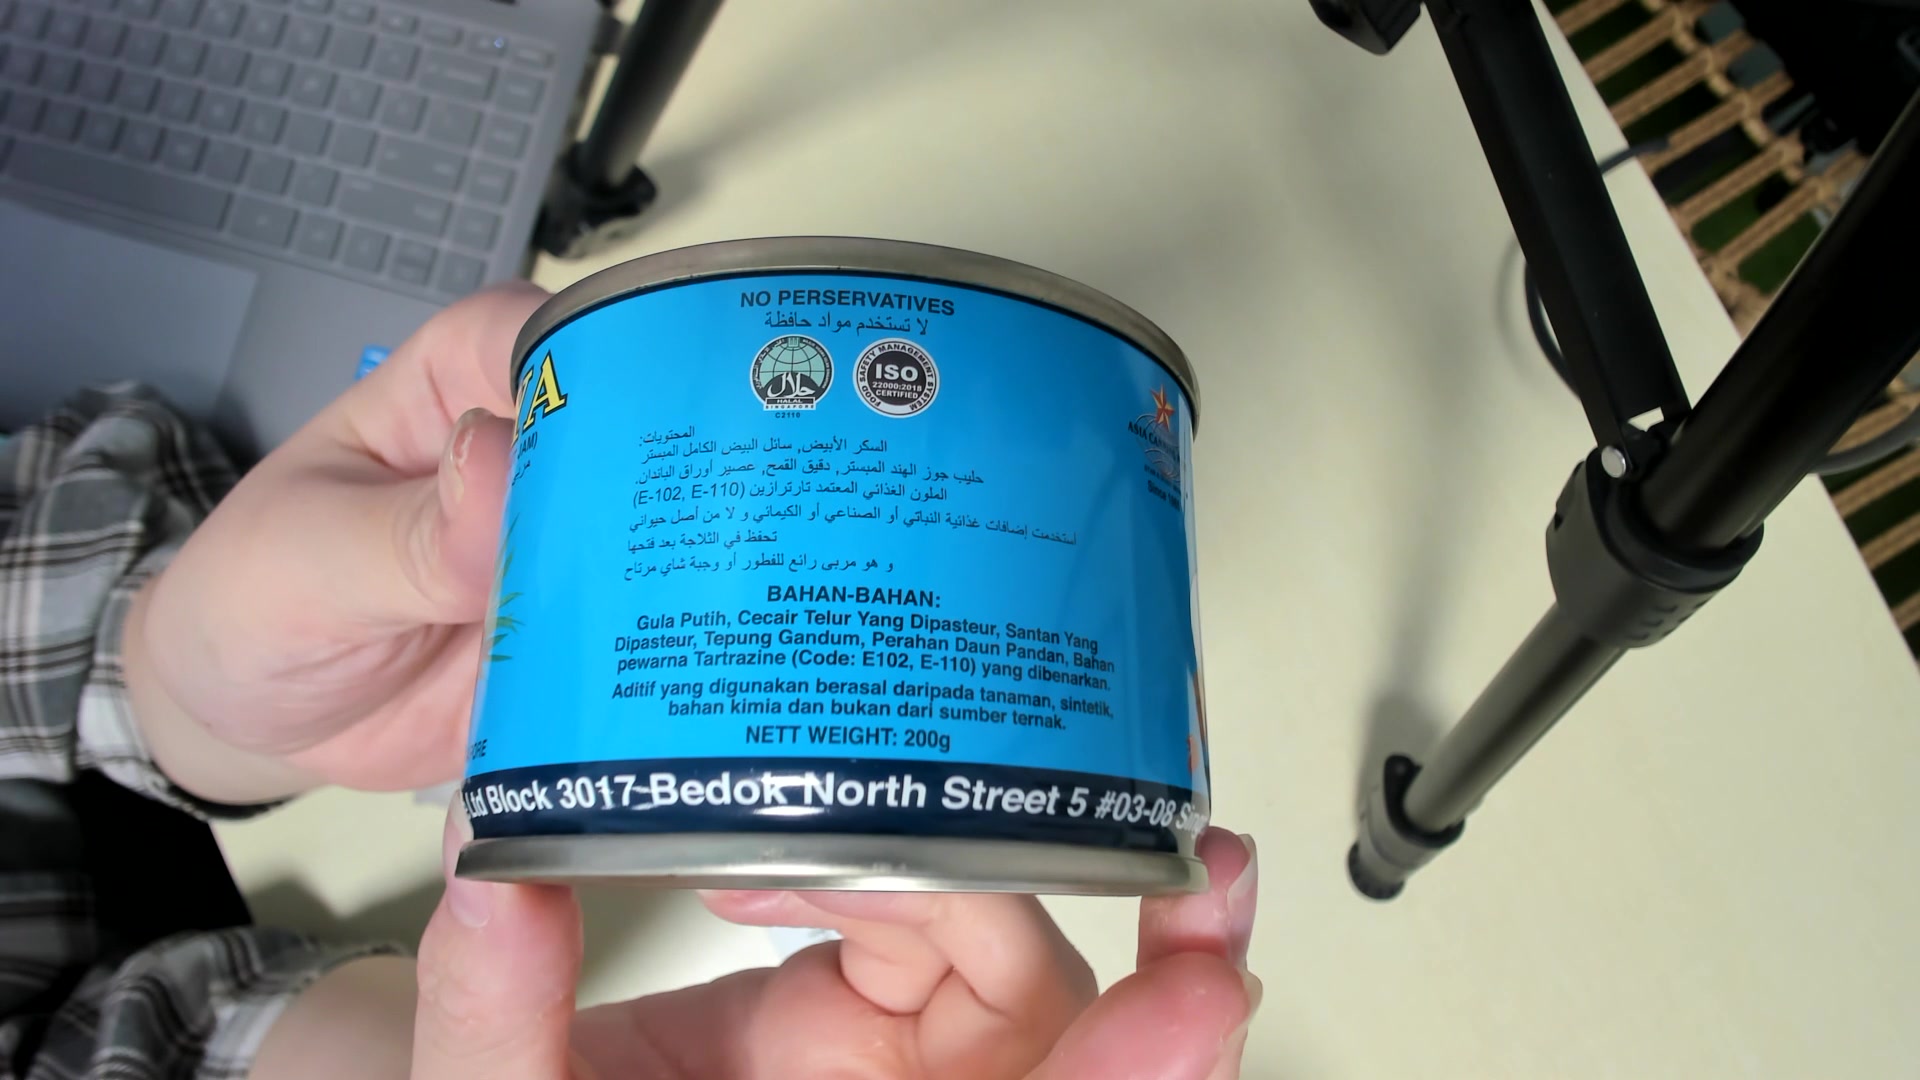 NO PERSERVATIVES
لا تستخدم مواد حافظة
HALAL
SINGAPORE
C2110
FOOD SAFETY MANAGEMENT SYSTEM
ISO
22000:2018
CERTIFIED
المحتويات:
السكر الأبيض, سائل البيض الكامل المبستر
حليب جوز الهند المبستر, دقيق القمح, عصير أوراق الباندان.
الملون الغذائي المعتمد تارترازين (E-102, E-110)
أستخدمت إضافات غذائية النباتي أو الصناعي أو الكيمائي و لا من أصل حيواني
تحفظ في الثلاجة بعد فتحها
و هو مربى رائع للفطور أو وجبة شاي مرتاح
BAHAN-BAHAN:
Gula Putih, Cecair Telur Yang Dipasteur, Santan Yang
Dipasteur, Tepung Gandum, Perahan Daun Pandan, Bahan
pewarna Tartrazine (Code: E102, E-110) yang dibenarkan.
Aditif yang digunakan berasal daripada tanaman, sintetik,
bahan kimia dan bukan dari sumber ternak.
NETT WEIGHT: 200g
Ltd Block 3017 Bedok North Street 5 #03-08
JAM)
ASIA
Since